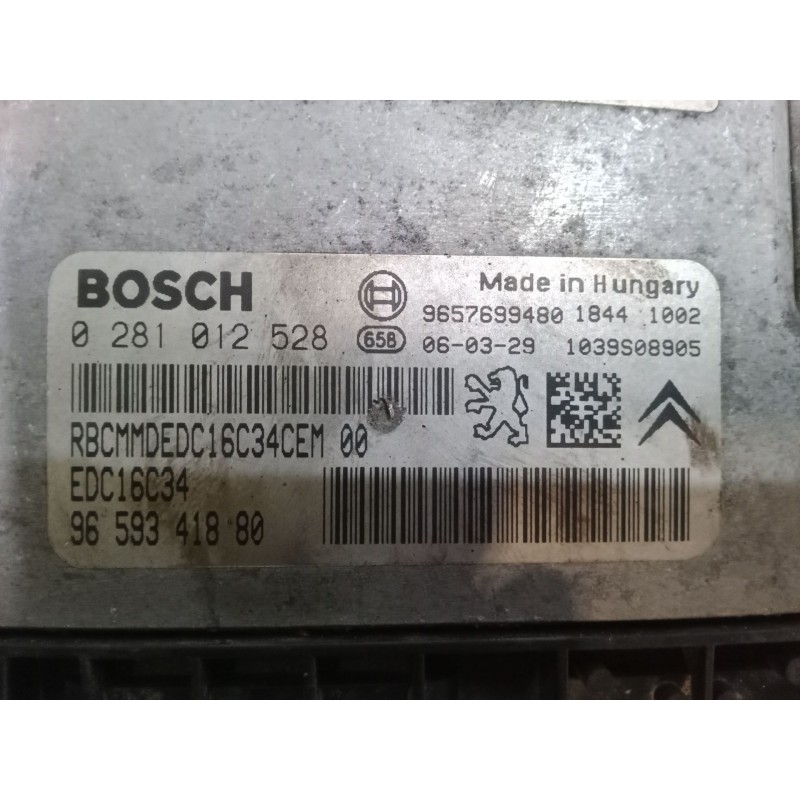 BOSCH
Made in Hungary
0 281 012 528
658
9657699480 1844 1002
06-03-29 1039S08905
RBCMMDEDC16C34CEM 00
EDC16C34
96 593 418 80